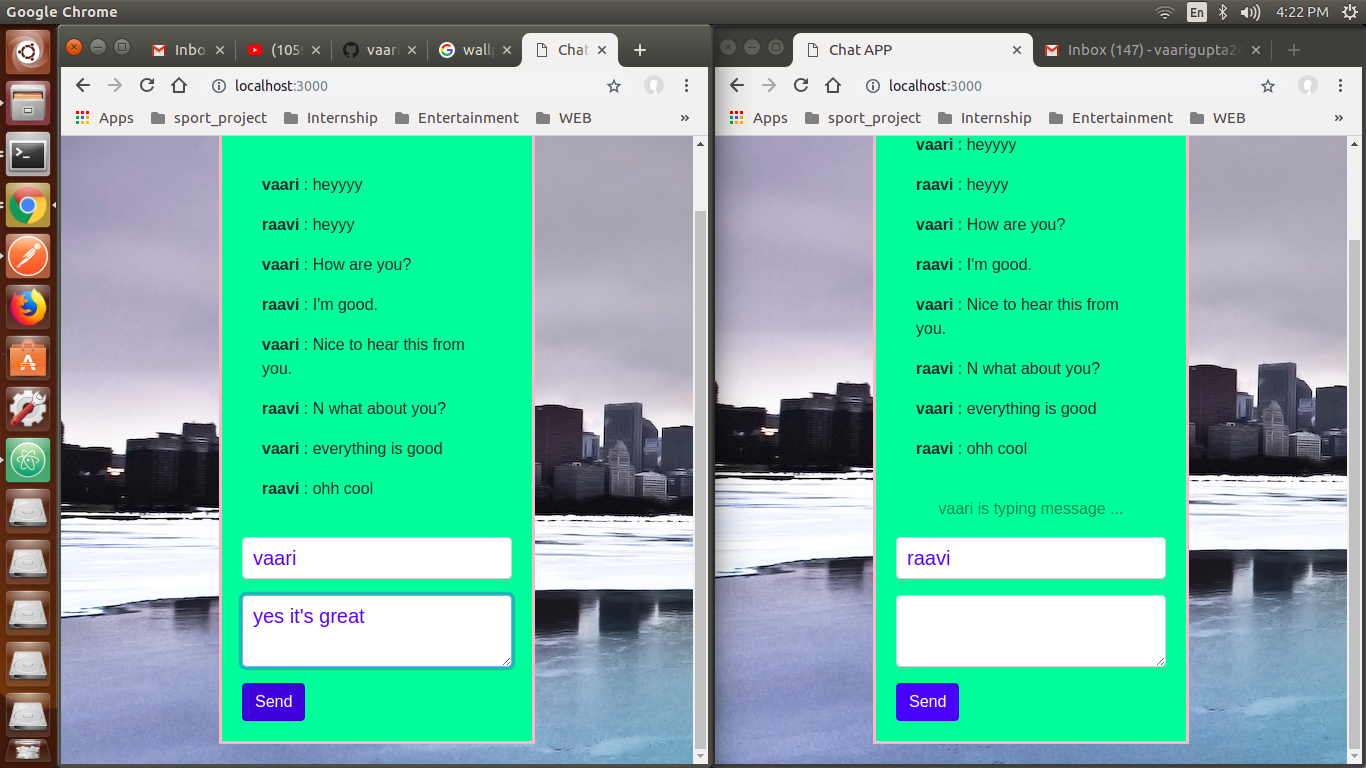 Google Chrome
En
4:22 PM
Inbo
(105
vaari
wallp
Chat
localhost:3000
Apps
sport_project
Internship
Entertainment
WEB
»
vaari : heyyyy
raavi : heyyy
vaari : How are you?
raavi : I'm good.
vaari : Nice to hear this from
you.
raavi : N what about you?
vaari : everything is good
raavi : ohh cool
vaari
yes it's great
Send
Chat APP
Inbox (147) - vaarigupta24
localhost:3000
Apps
sport_project
Internship
Entertainment
WEB
»
vaari : heyyyy
raavi : heyyy
vaari : How are you?
raavi : I'm good.
vaari : Nice to hear this from
you.
raavi : N what about you?
vaari : everything is good
raavi : ohh cool
vaari is typing message ...
raavi
Send